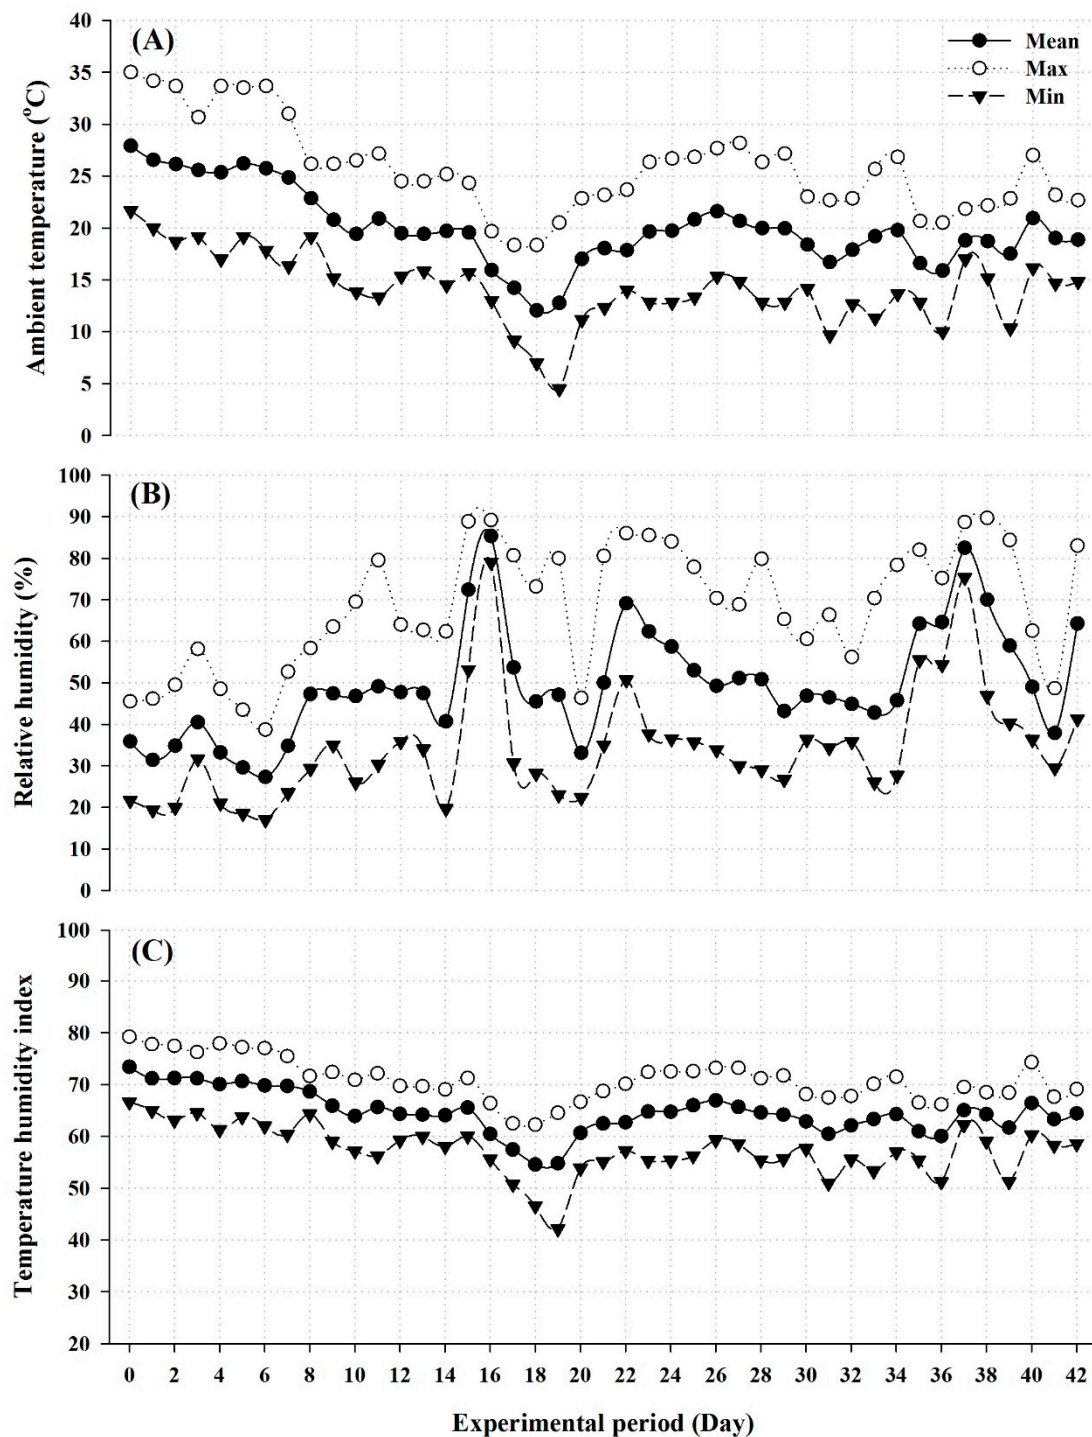 (A)
Mean
Max
Min
Ambient temperature (°C)
40
35
30
25
20
15
10
5
0
(B)
Relative humidity (%)
100
90
80
70
60
50
40
30
20
10
0
(C)
Temperature humidity index
100
90
80
70
60
50
40
30
20
0 2 4 6 8 10 12 14 16 18 20 22 24 26 28 30 32 34 36 38 40 42
Experimental period (Day)